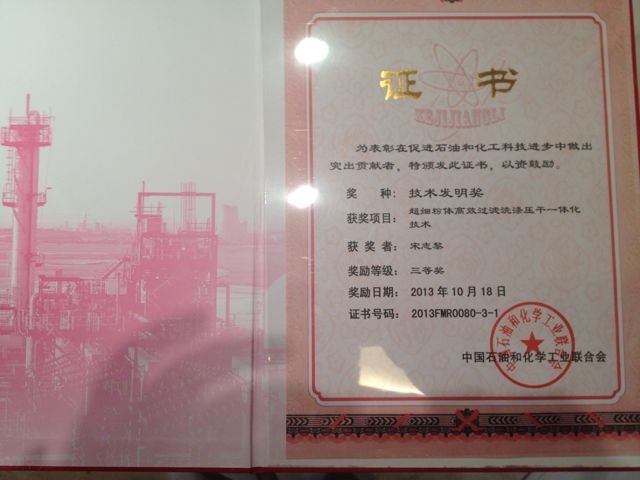 证 书
KEJIJIANGLI
为表彰在促进石油和化工科技进步中做出
突出贡献者，特颁发此证书，以资鼓励。
奖 种： 技术发明奖
获奖项目： 超细粉体高效过滤洗涤压干一体化
技术
获 奖 者： 宋志黎
奖励等级： 三等奖
奖励日期： 2013 年 10 月 18 日
证书号码： 2013FMR0080-3-1
中国石油和化学工业联合会
中国石油和化学工业联合会